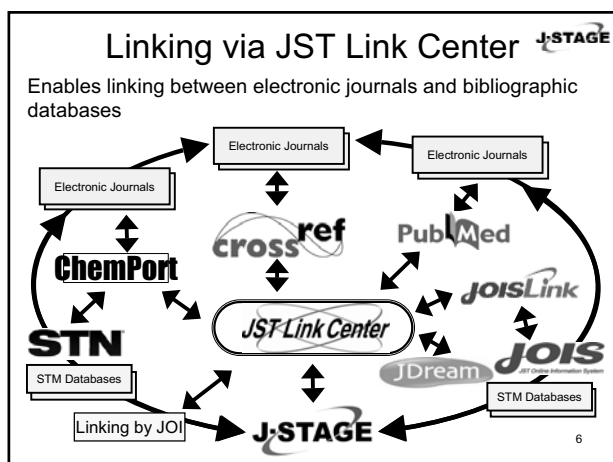 Linking via JST Link Center
J-STAGE
Enables linking between electronic journals and bibliographic
databases
Electronic Journals
Electronic Journals
Electronic Journals
cross ref
PubMed
ChemPort
JOISLink
JST Link Center
STN
JDream
JOIS
JST Online Information System
STM Databases
STM Databases
Linking by JOI
J-STAGE
6